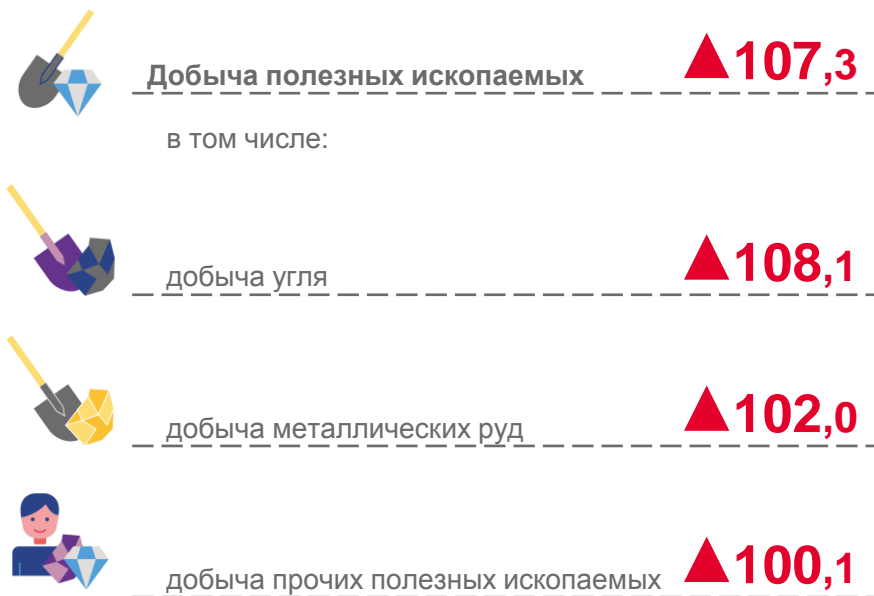 Добыча полезных ископаемых ▲107,3
в том числе:
добыча угля ▲108,1
добыча металлических руд ▲102,0
добыча прочих полезных ископаемых ▲100,1